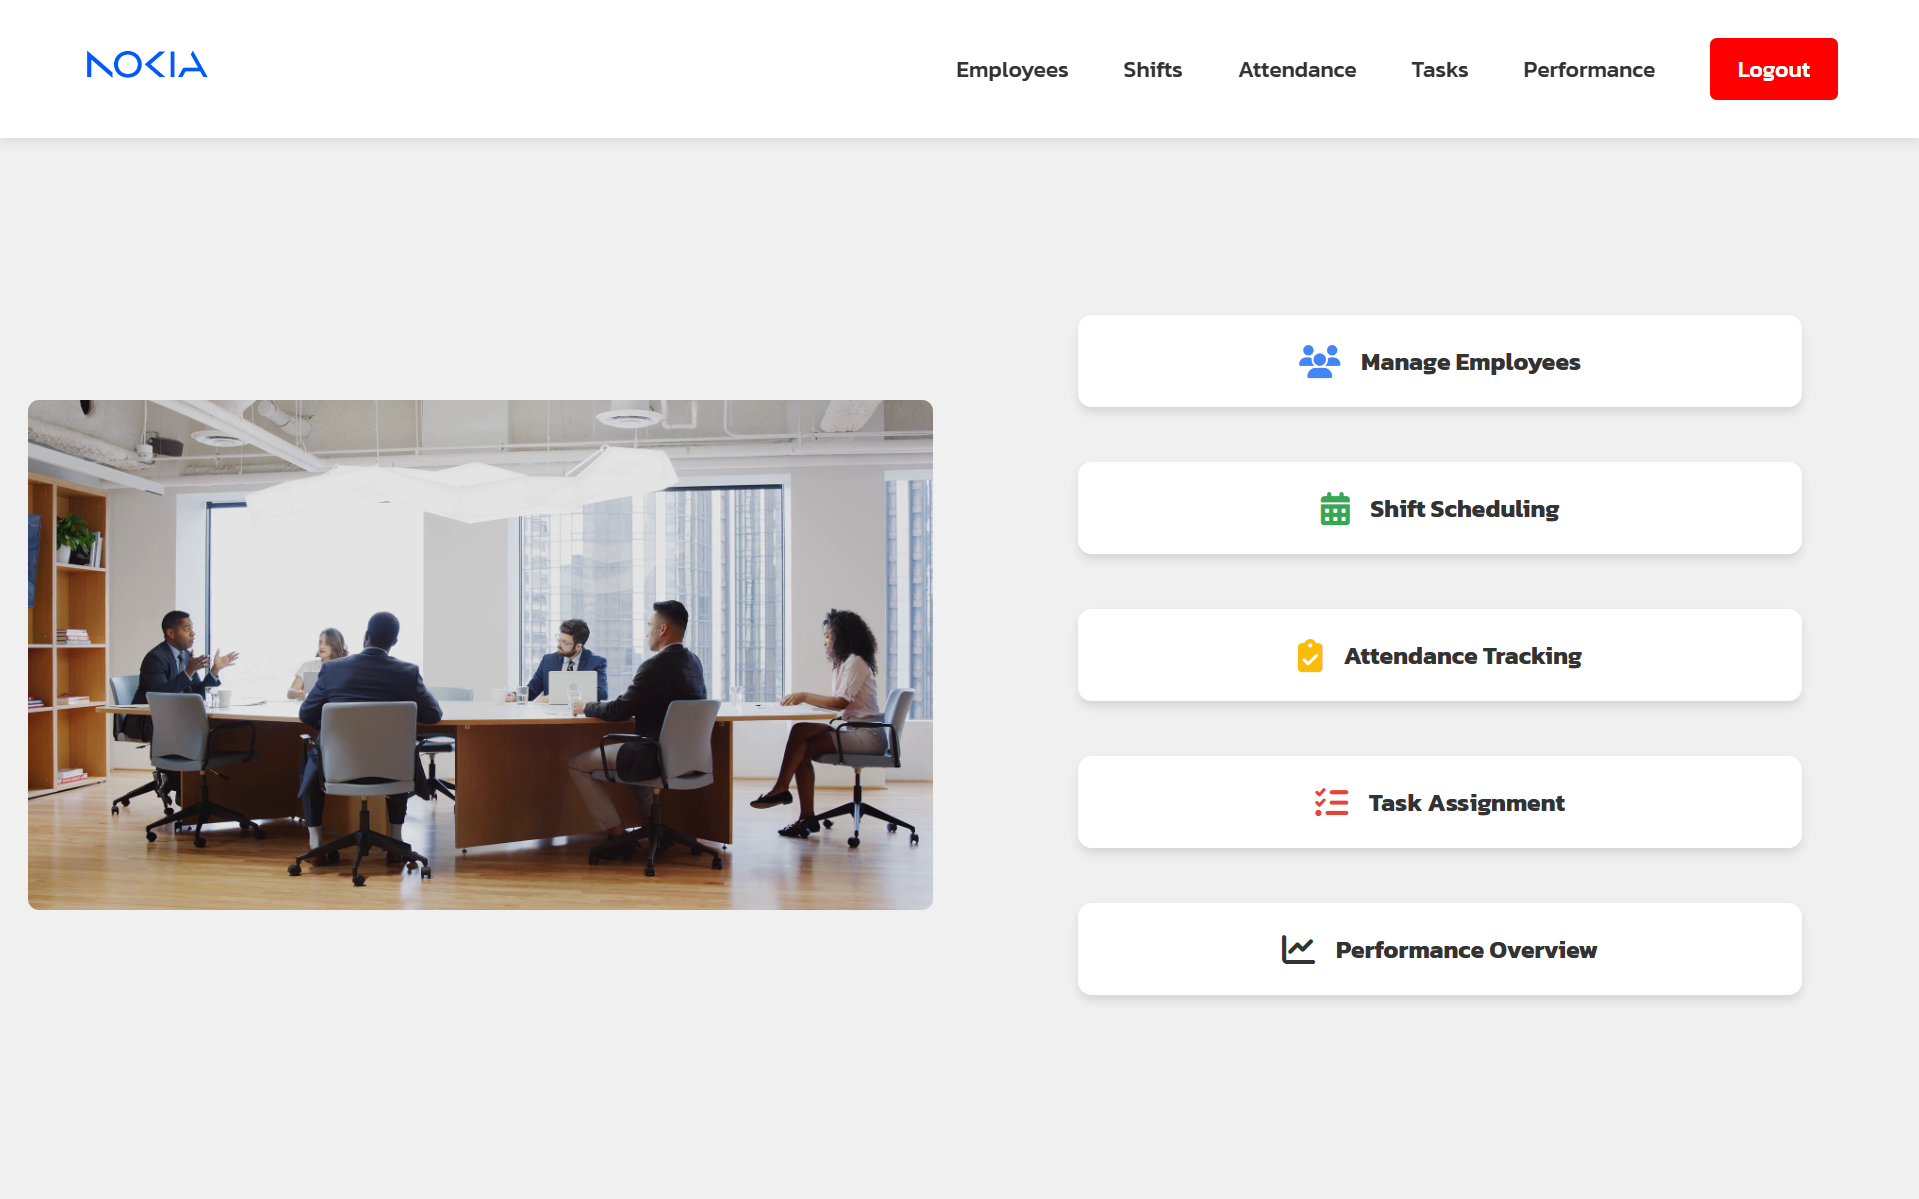 NOKIA
Employees Shifts Attendance Tasks Performance Logout
Manage Employees
Shift Scheduling
Attendance Tracking
Task Assignment
Performance Overview